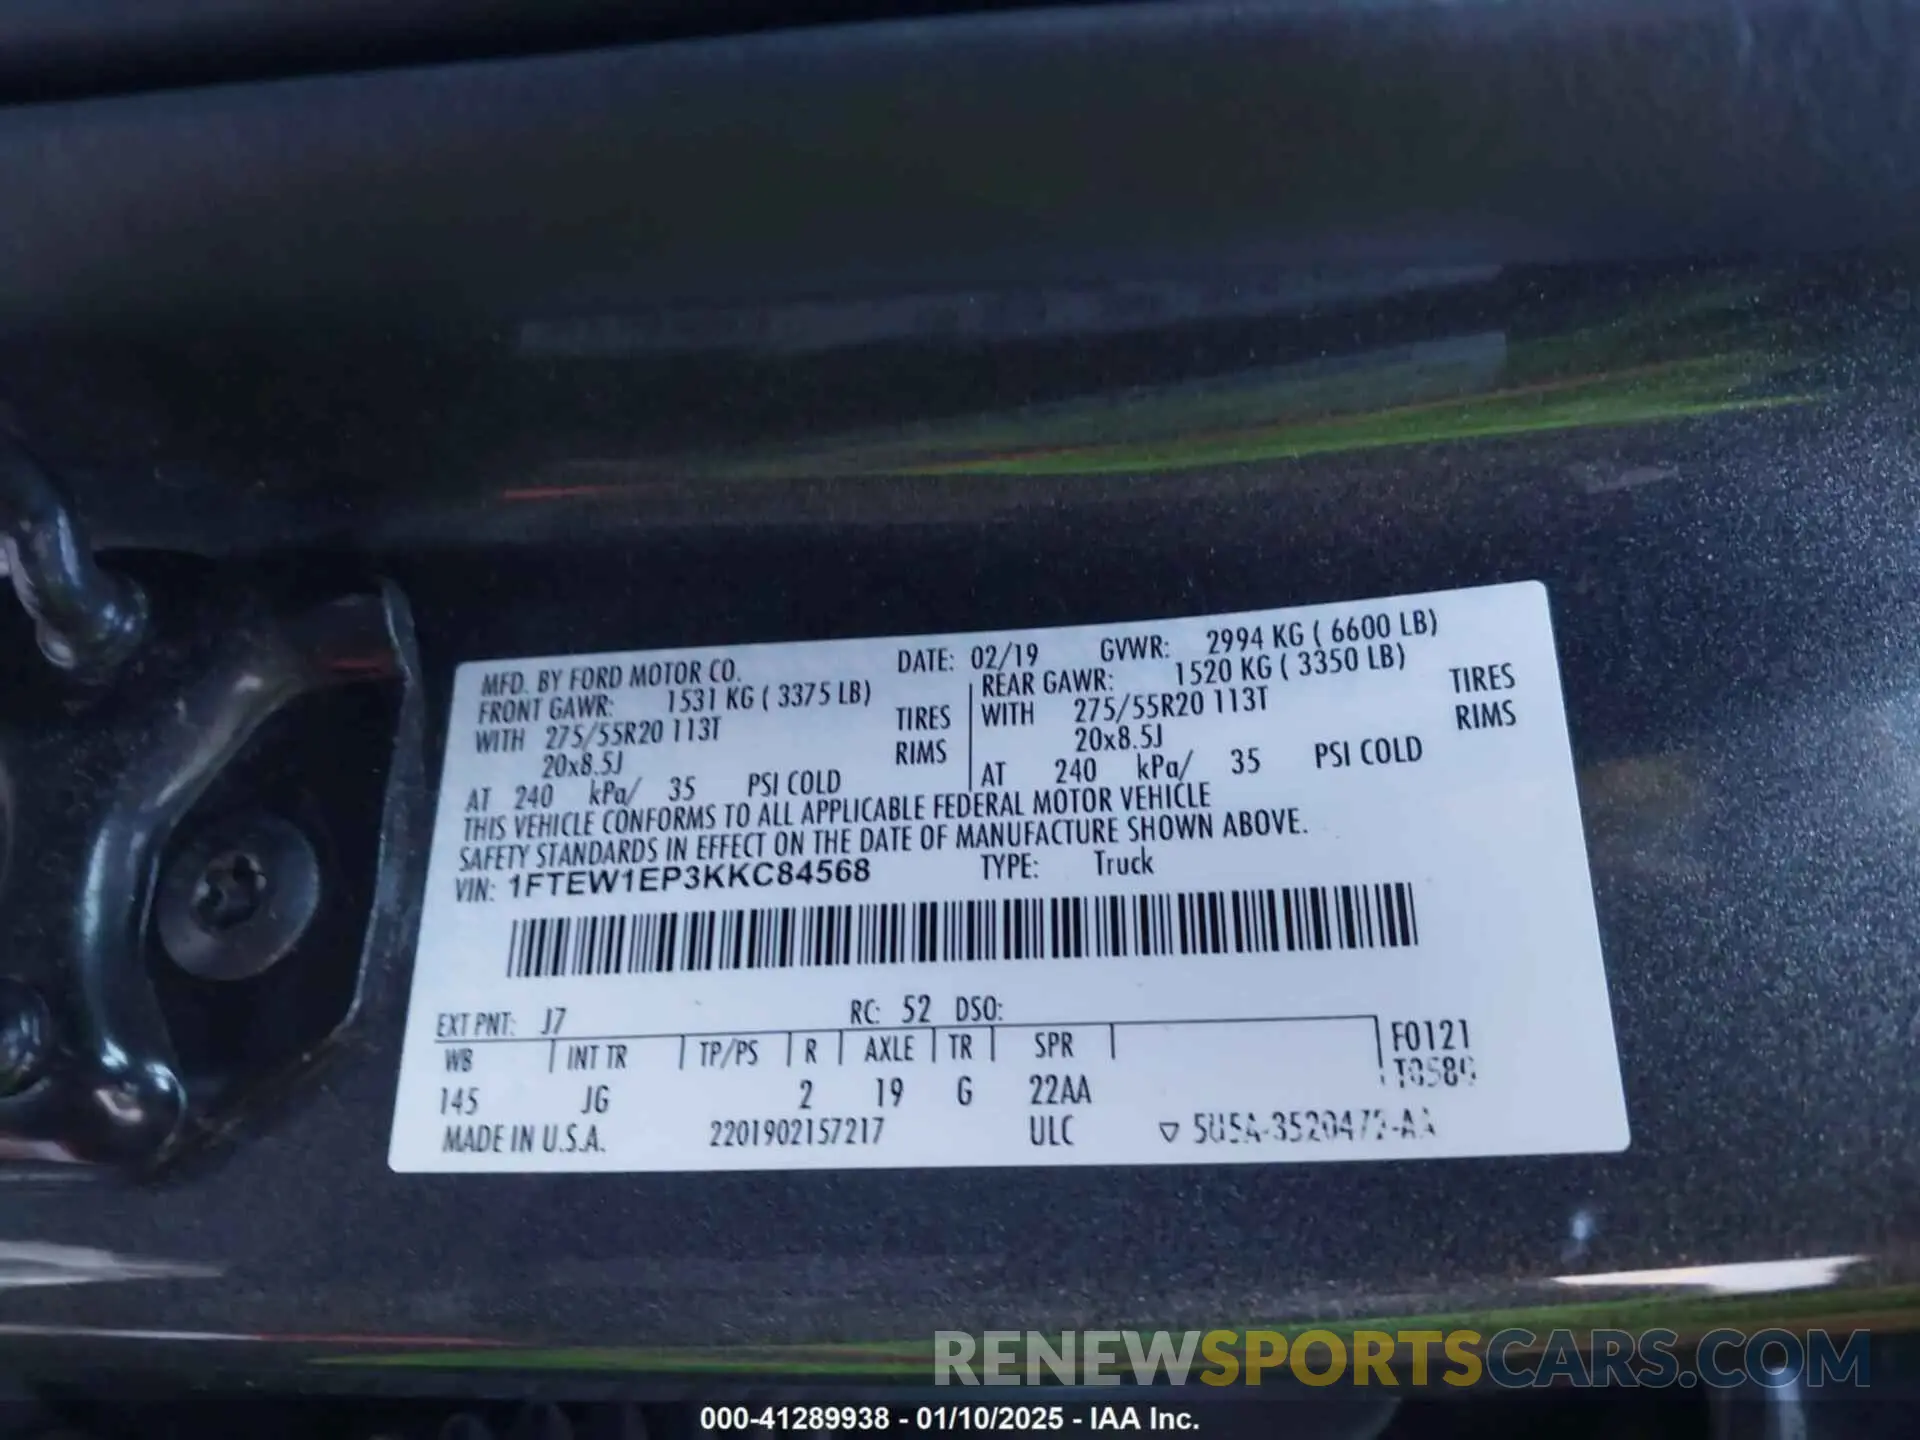 MFD. BY FORD MOTOR CO. DATE: 02/19 GVWR: 2994 KG ( 6600 LB)
FRONT GAWR: 1531 KG ( 3375 LB) REAR GAWR: 1520 KG ( 3350 LB)
WITH 275/55R20 113T TIRES WITH 275/55R20 113T TIRES
20x8.5J RIMS 20x8.5J RIMS
AT 240 kPa/ 35 PSI COLD AT 240 kPa/ 35 PSI COLD
THIS VEHICLE CONFORMS TO ALL APPLICABLE FEDERAL MOTOR VEHICLE
SAFETY STANDARDS IN EFFECT ON THE DATE OF MANUFACTURE SHOWN ABOVE.
VIN: 1FTEW1EP3KKC84568 TYPE: Truck
EXT PNT: J7 RC: 52 DSO:
WB INT TR TP/PS R AXLE TR SPR F0121
145 JG 2 19 G 22AA T0589
MADE IN U.S.A. 2201902157217 ULC ▽
RENEWSPORTSCARS.COM
000-41289938 - 01/10/2025 - IAA Inc.